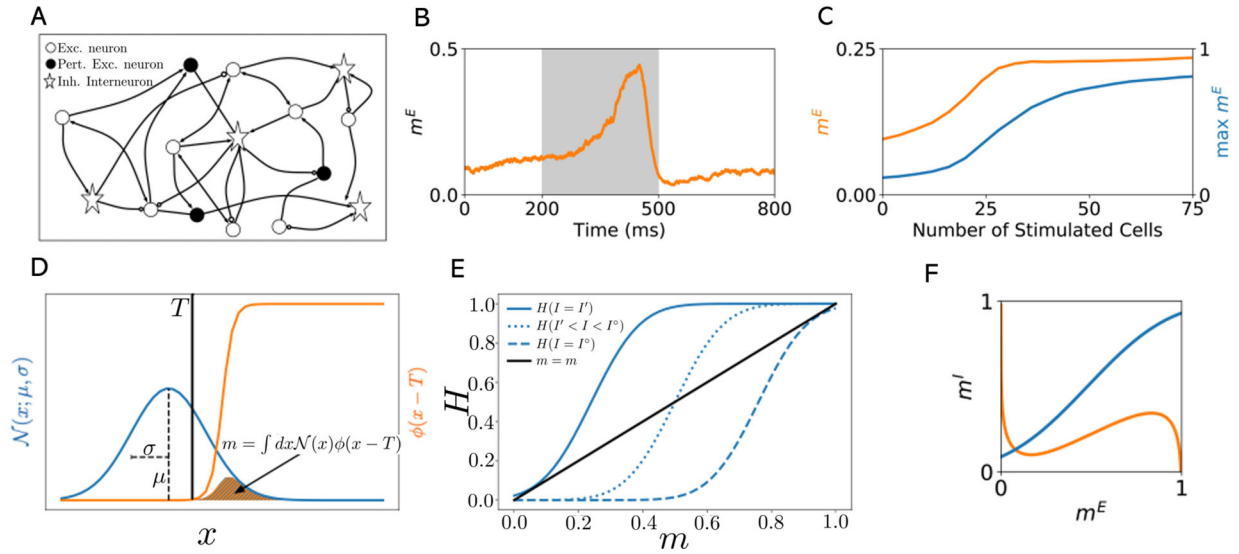 A
Exc. neuron
Pert. Exc. neuron
Inh. Interneuron
B
0.5
m^E
0.0
0
200
500
800
Time (ms)
C
0.25
m^E
0.00
1
max m^E
0
0
25
50
75
Number of Stimulated Cells
D
T
N(x; μ, σ)
ϕ(x − T)
m = ∫ dxN(x)ϕ(x − T)
σ
μ
x
E
H(I = I′)
H(I′ < I < I°)
H(I = I°)
m = m
1.0
0.8
0.6
0.4
0.2
0.0
H
0.0
0.2
0.4
0.6
0.8
1.0
m
F
1
m^I
0
0
1
m^E